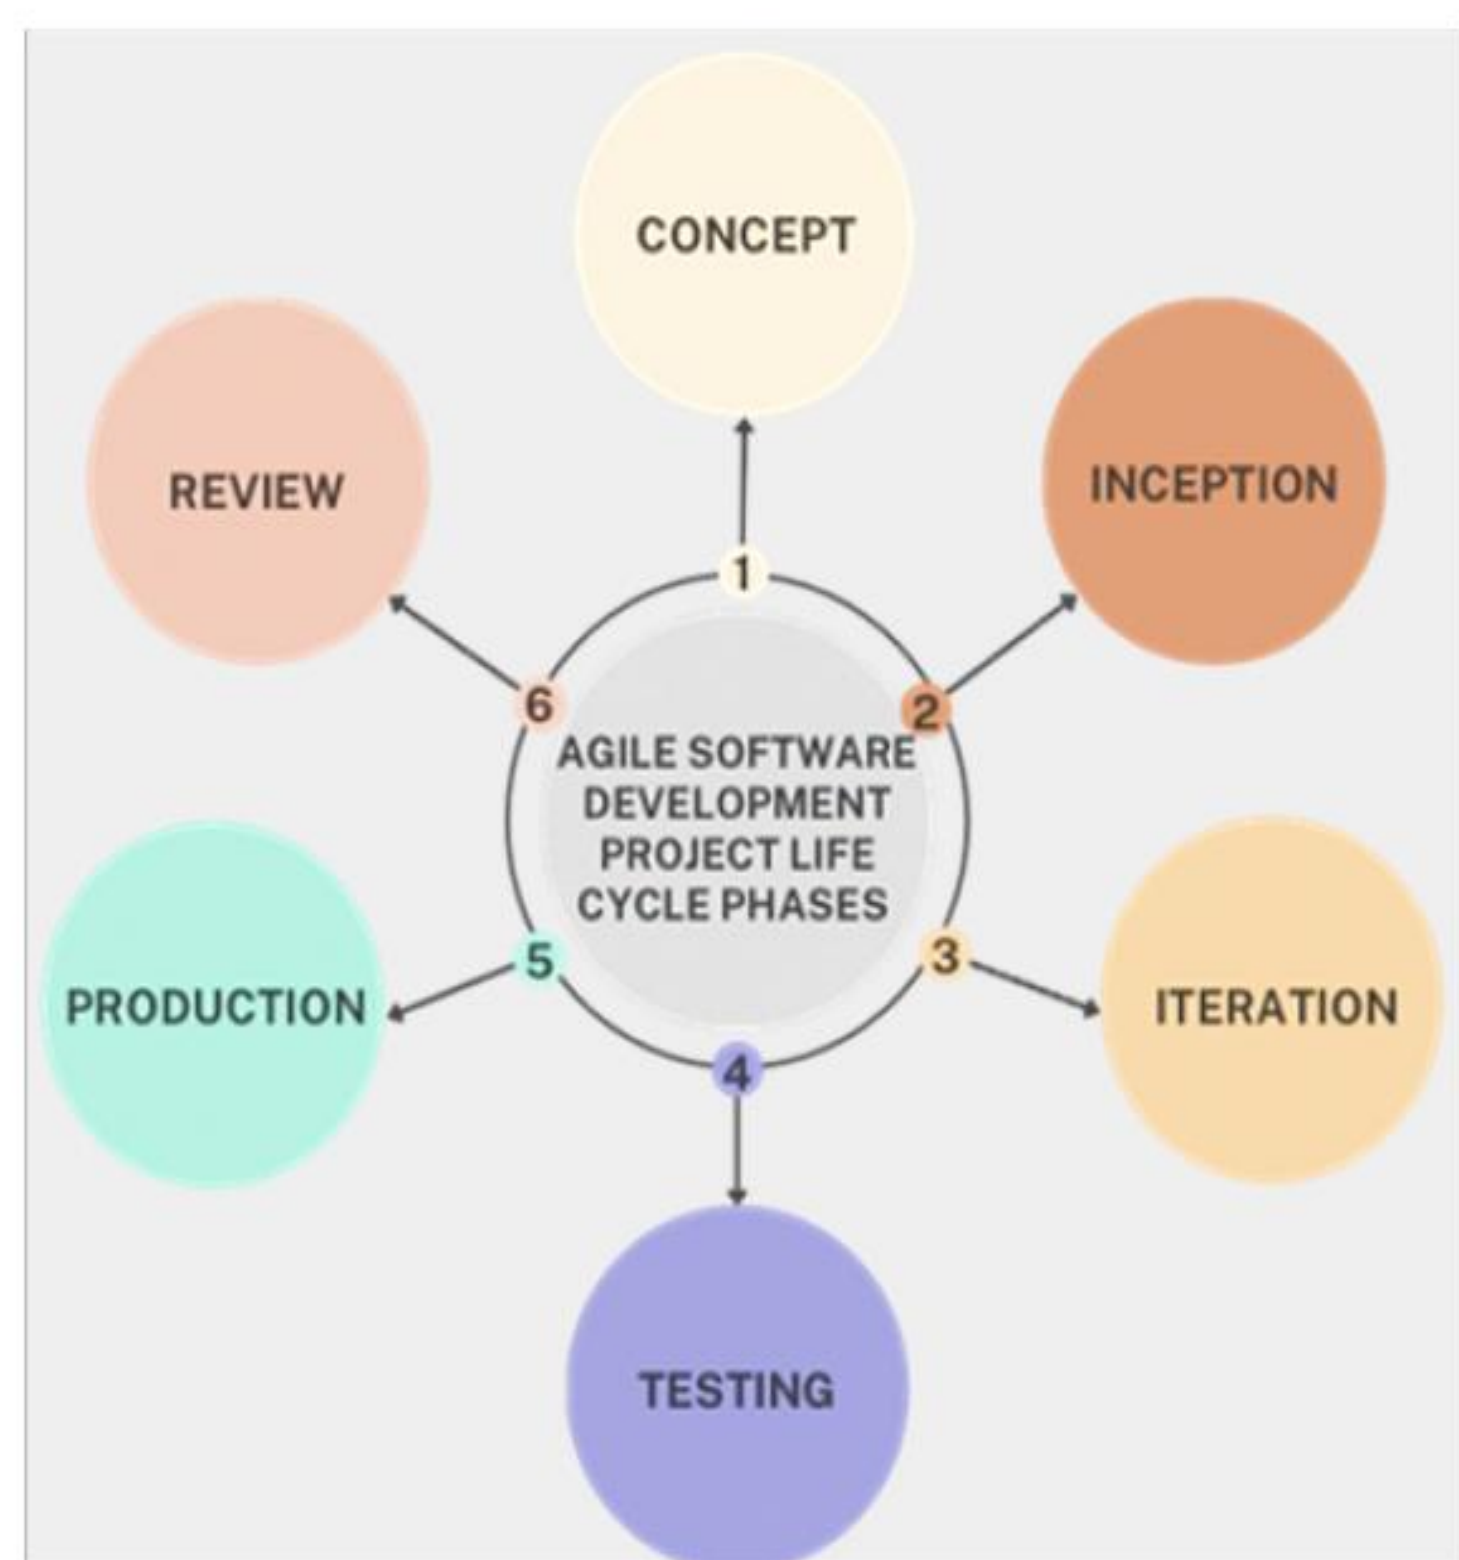 CONCEPT
REVIEW
INCEPTION
1
6
2
AGILE SOFTWARE
DEVELOPMENT
PROJECT LIFE
CYCLE PHASES
5
3
PRODUCTION
ITERATION
4
TESTING